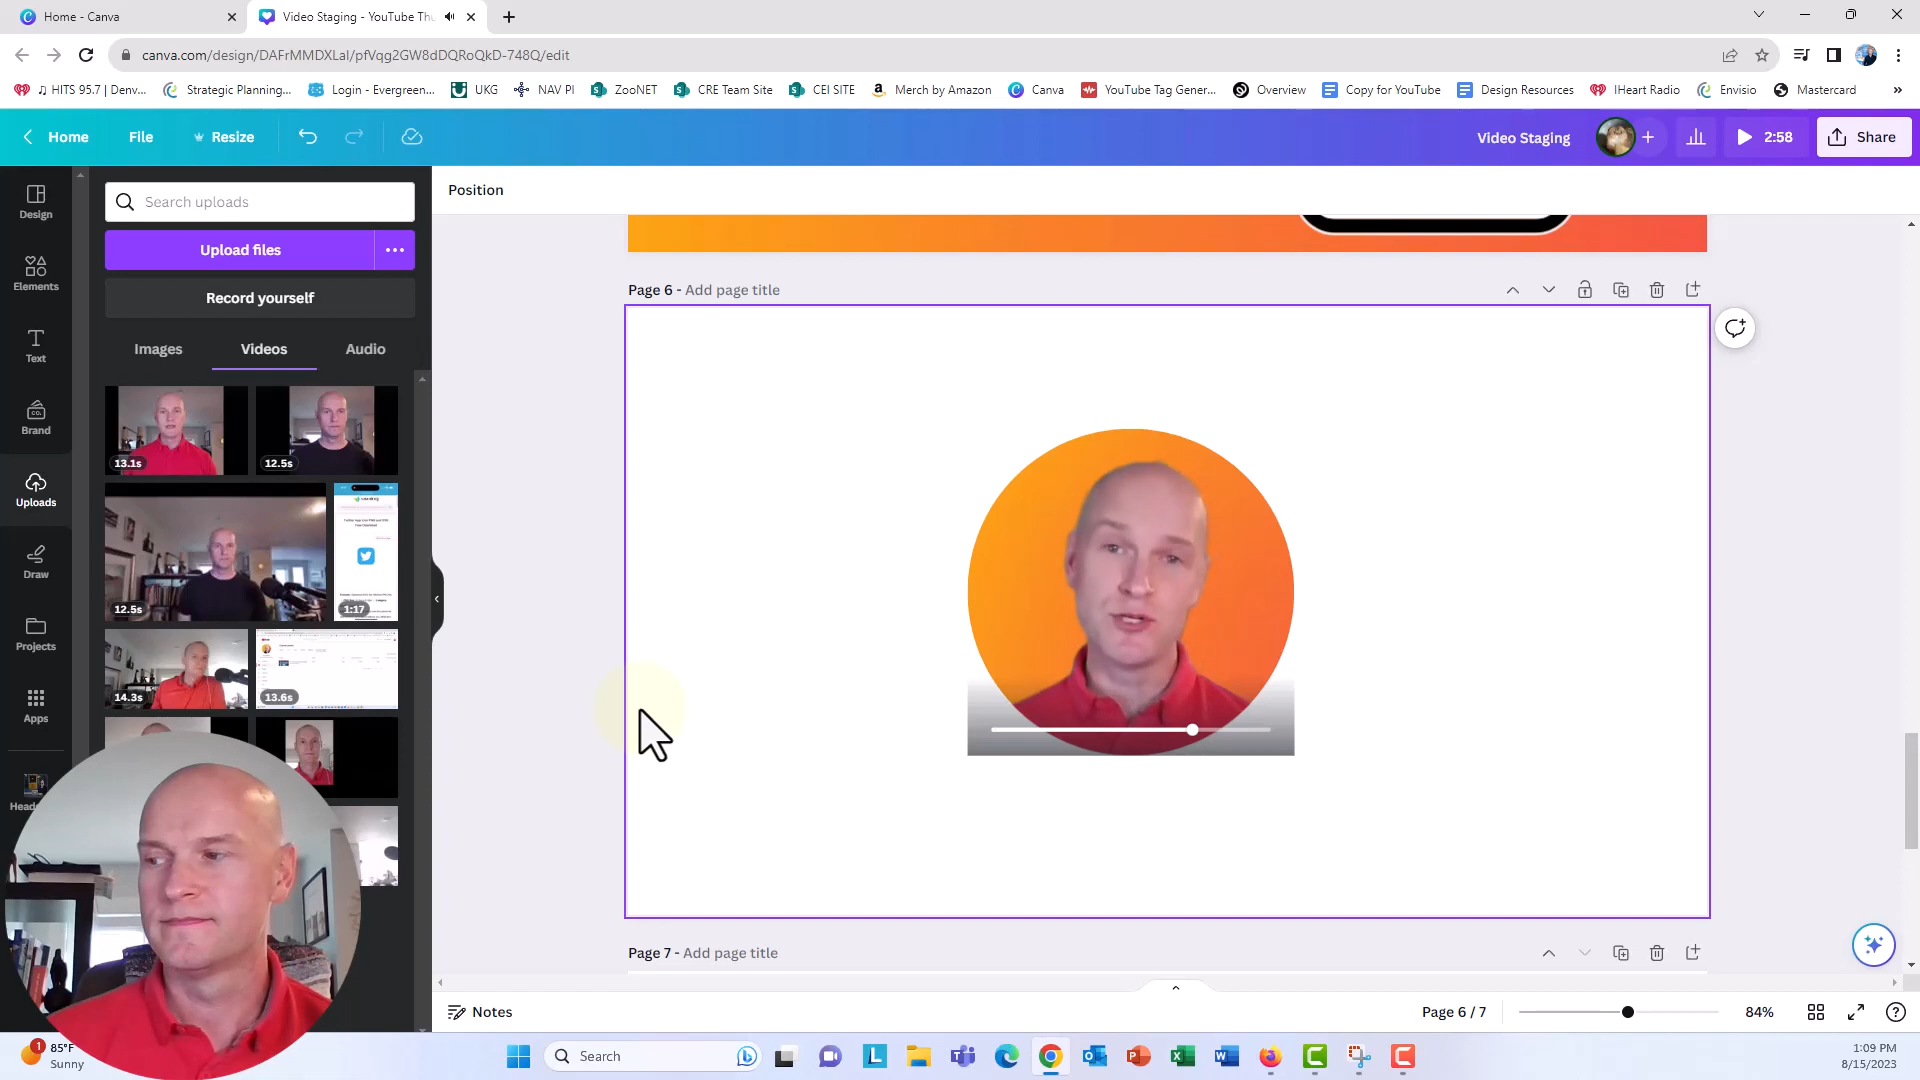 Home - Canva
Video Staging - YouTube Thu
canva.com/design/DAFrMMDXLaI/pfVqg2GW8dDQRoQkD-748Q/edit
♫ HITS 95.7 | Denv...
Strategic Planning...
Login - Evergreen...
UKG
NAV PI
ZooNET
CRE Team Site
CEI SITE
Merch by Amazon
Canva
YouTube Tag Gener...
Overview
Copy for YouTube
Design Resources
IHeart Radio
Envisio
Mastercard
»
Home
File
Resize
Video Staging
2:58
Share
Design
Elements
Text
Brand
Uploads
Draw
Projects
Apps
Search uploads
Upload files
Record yourself
Images
Videos
Audio
13.1s
12.5s
12.5s
1:17
14.3s
13.6s
Position
Page 6 - Add page title
Page 7 - Add page title
Notes
Page 6 / 7
84%
1
85°F
Sunny
Search
1:09 PM
8/15/2023